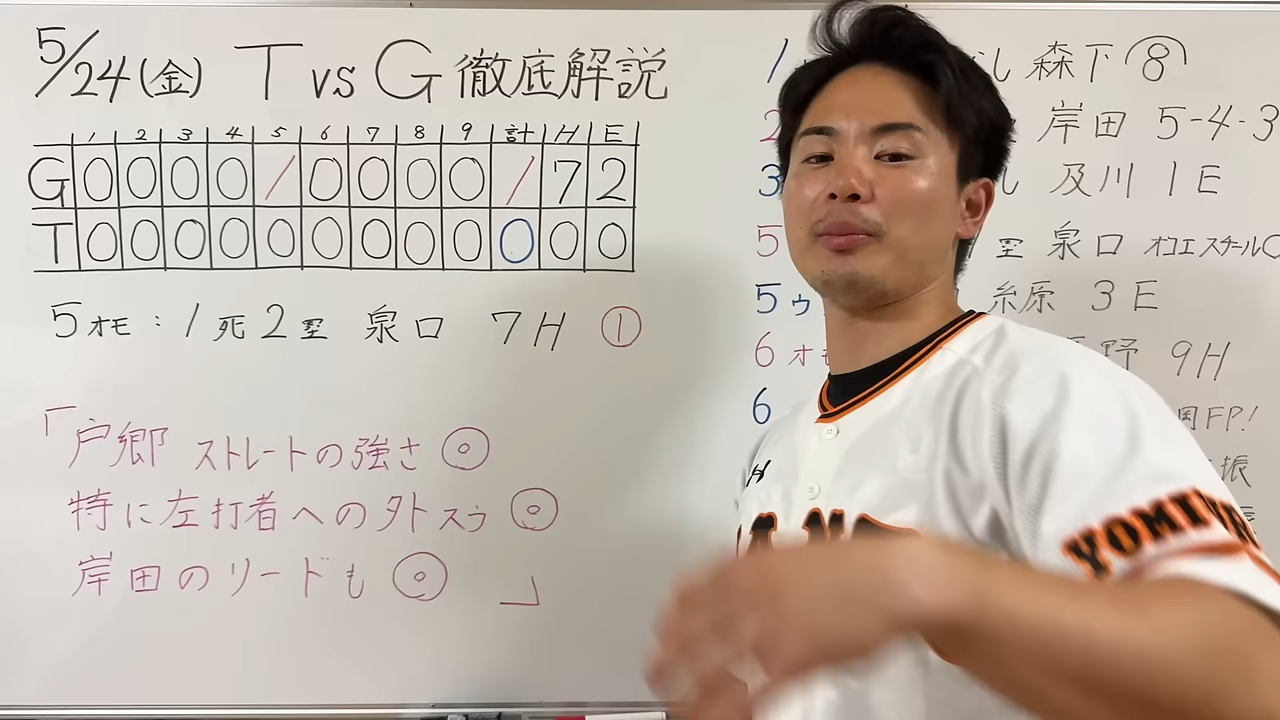 5/24(金) T vs G 徹底解説
1 2 3 4 5 6 7 8 9 計 H E
G 0 0 0 0 1 0 0 0 0 1 7 2
T 0 0 0 0 0 0 0 0 0 0 0 0
5オモ:1死2塁 泉口 7H ①
「戸郷 ストレートの強さ◎
特に左打者への外スラ◎
岸田のリードも◎ 」
1 し 森下 ⑧
2 岸田 5-4-3
3 し 及川 1E
5 塁 泉口 オコエスチール○
5ウ 糸原 3E
6オモ 野 9H
6 FP!
振
YOMIURI